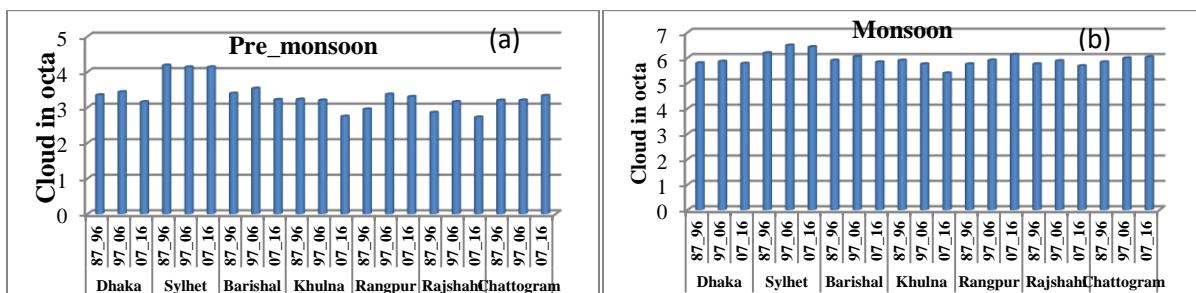 Pre_monsoon
(a)
Cloud in octa
5
4
3
2
1
0
87_96 97_06 07_16 87_96 97_06 07_16 87_96 97_06 07_16 87_96 97_06 07_16 87_96 97_06 07_16 87_96 97_06 07_16 87_96 97_06 07_16
Dhaka Sylhet Barishal Khulna Rangpur Rajshahi Chattogram
Monsoon
(b)
Cloud in octa
7
6
5
4
3
2
1
0
87_96 97_06 07_16 87_96 97_06 07_16 87_96 97_06 07_16 87_96 97_06 07_16 87_96 97_06 07_16 87_96 97_06 07_16 87_96 97_06 07_16
Dhaka Sylhet Barishal Khulna Rangpur Rajshahi Chattogram